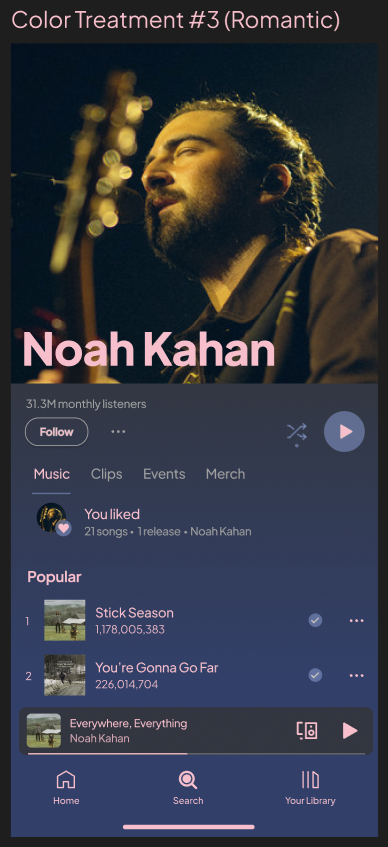 Color Treatment #3 (Romantic)
Noah Kahan
31.3M monthly listeners
Follow
Music Clips Events Merch
You liked
21 songs • 1 release • Noah Kahan
Popular
1
Stick Season
1,178,005,383
2
You're Gonna Go Far
226,014,704
Everywhere, Everything
Noah Kahan
Home Search Your Library